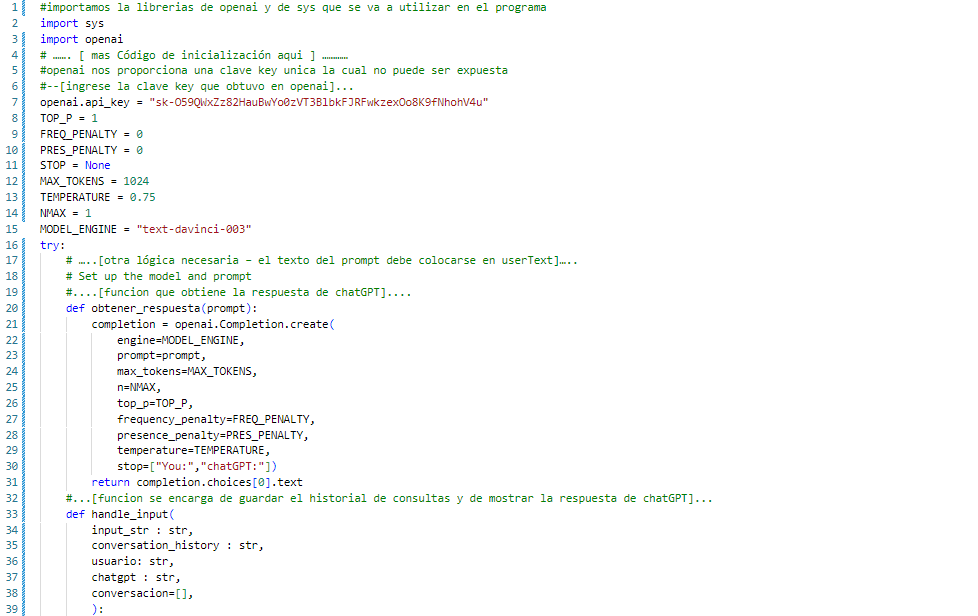 1 #importamos la librerias de openai y de sys que se va a utilizar en el programa
2 import sys
3 import openai
4 # ……. [ mas Código de inicialización aqui ] …………
5 #openai nos proporciona una clave key unica la cual no puede ser expuesta
6 #--[ingrese la clave key que obtuvo en openai]...
7 openai.api_key = "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"
8 TOP_P = 1
9 FREQ_PENALTY = 0
10 PRES_PENALTY = 0
11 STOP = None
12 MAX_TOKENS = 1024
13 TEMPERATURE = 0.75
14 NMAX = 1
15 MODEL_ENGINE = "text-davinci-003"
16 try:
17 # …..[otra lógica necesaria – el texto del prompt debe colocarse en userText]…..
18 # Set up the model and prompt
19 #....[funcion que obtiene la respuesta de chatGPT]....
20 def obtener_respuesta(prompt):
21 completion = openai.Completion.create(
22 engine=MODEL_ENGINE,
23 prompt=prompt,
24 max_tokens=MAX_TOKENS,
25 n=NMAX,
26 top_p=TOP_P,
27 frequency_penalty=FREQ_PENALTY,
28 presence_penalty=PRES_PENALTY,
29 temperature=TEMPERATURE,
30 stop=["You:","chatGPT:"])
31 return completion.choices[0].text
32 #...[funcion se encarga de guardar el historial de consultas y de mostrar la respuesta de chatGPT]...
33 def handle_input(
34 input_str : str,
35 conversation_history : str,
36 usuario: str,
37 chatgpt : str,
38 conversacion=[],
39 ):